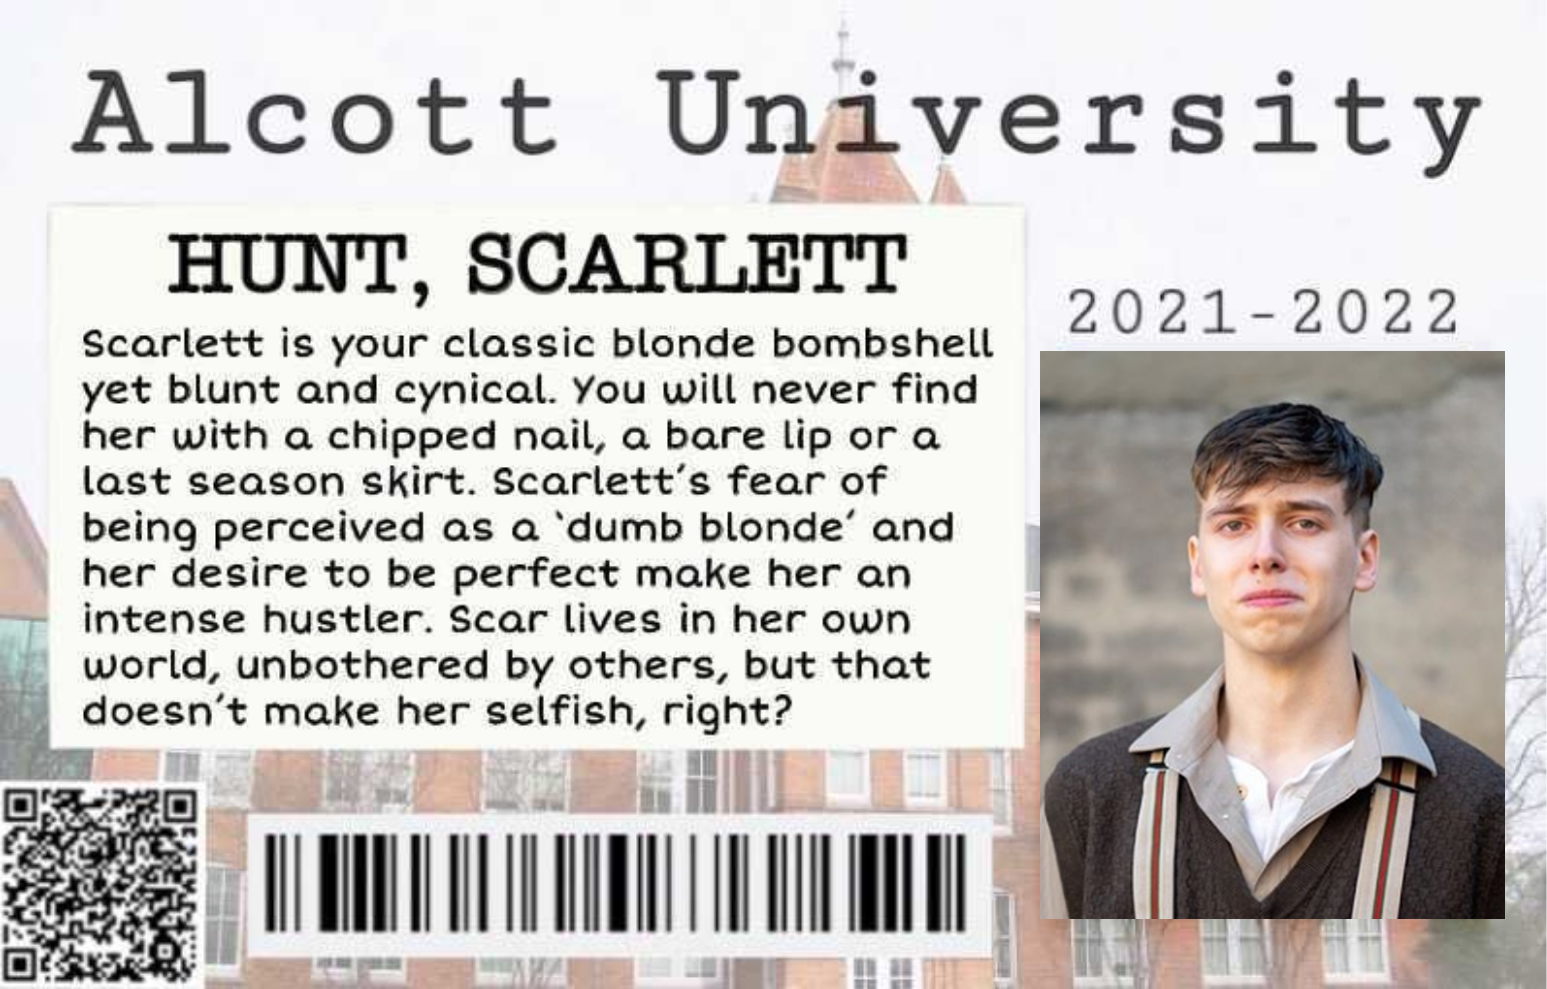 Alcott University
HUNT, SCARLETT
2021-2022
Scarlett is your classic blonde bombshell
yet blunt and cynical. You will never find
her with a chipped nail, a bare lip or a
last season skirt. Scarlett’s fear of
being perceived as a ‘dumb blonde’ and
her desire to be perfect make her an
intense hustler. Scar lives in her own
world, unbothered by others, but that
doesn’t make her selfish, right?